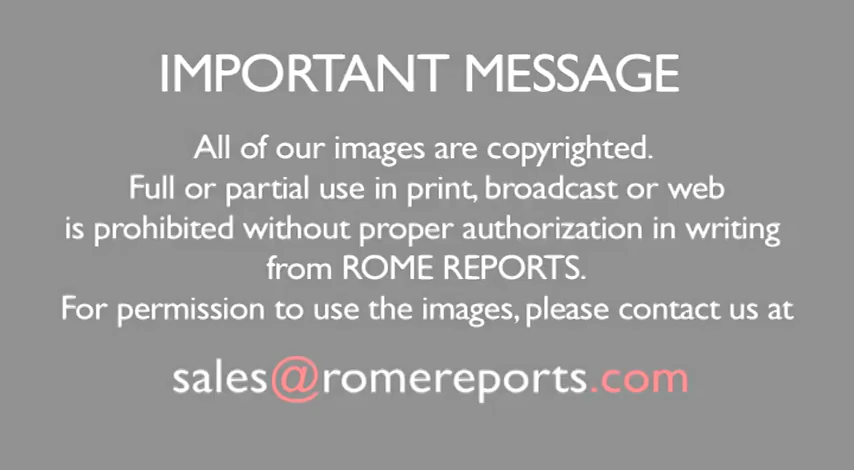 IMPORTANT MESSAGE
All of our images are copyrighted.
Full or partial use in print, broadcast or web
is prohibited without proper authorization in writing
from ROME REPORTS.
For permission to use the images, please contact us at
sales@romereports.com